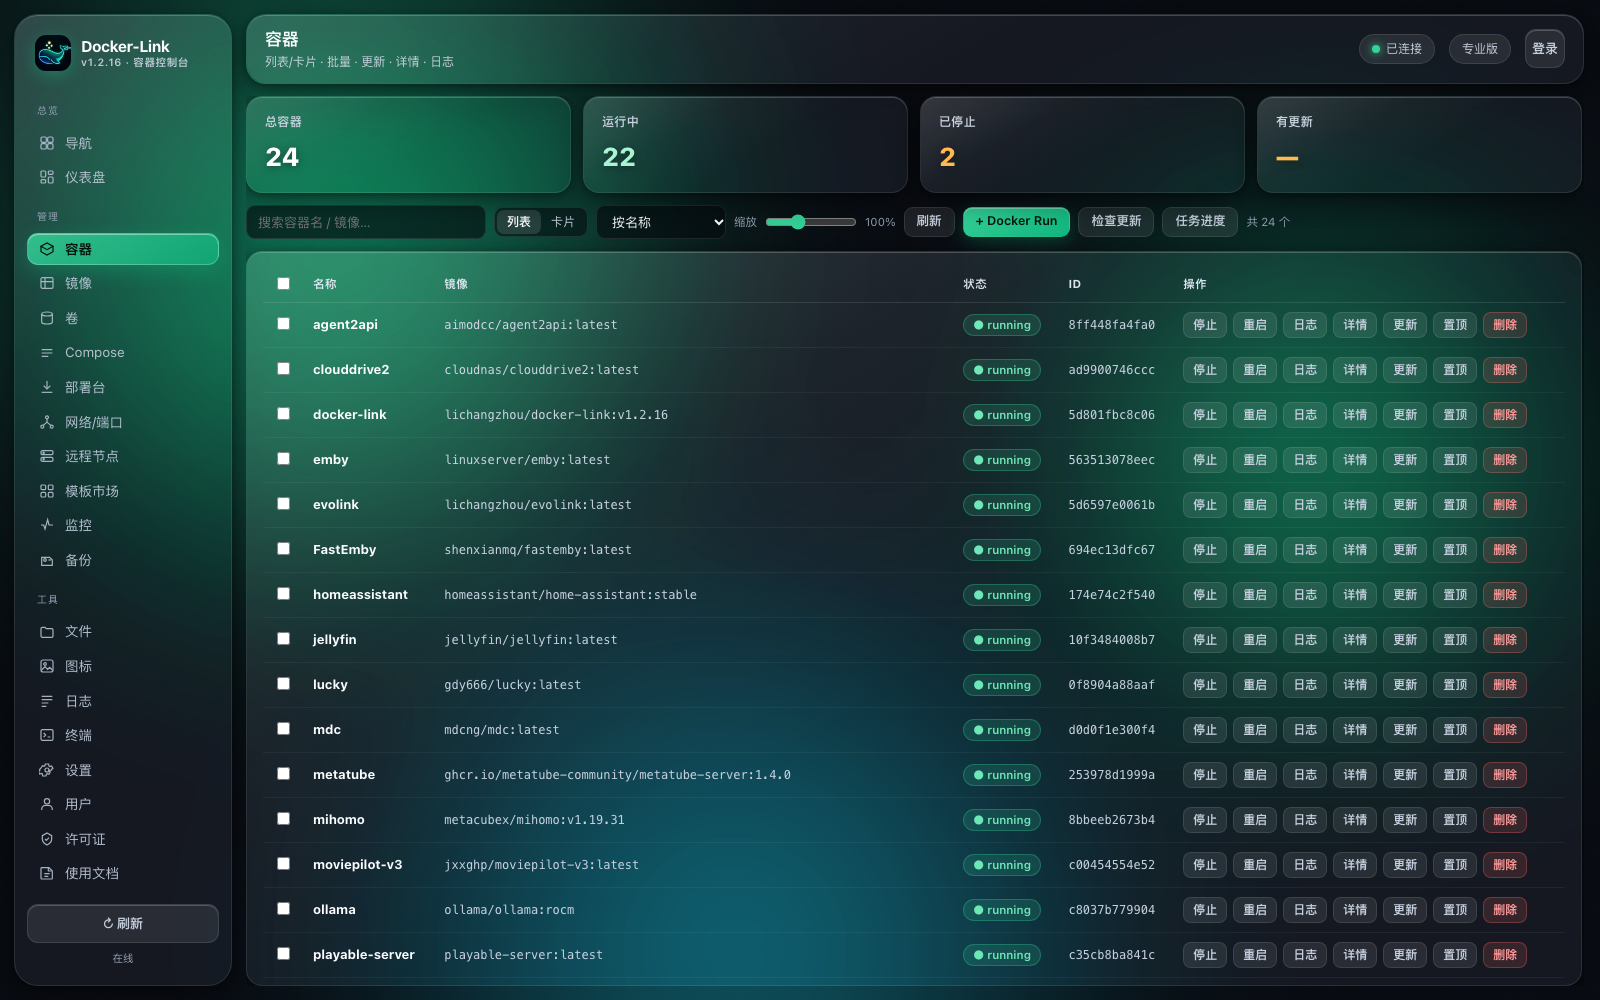 Docker-Link
v1.2.16 · 容器控制台
总览
导航
仪表盘
管理
容器
镜像
卷
Compose
部署台
网络/端口
远程节点
模板市场
监控
备份
工具
文件
图标
日志
终端
设置
用户
许可证
使用文档
↻ 刷新
在线
容器
列表/卡片 · 批量 · 更新 · 详情 · 日志
已连接 专业版 登录
总容器
24
运行中
22
已停止
2
有更新
—
搜索容器名 / 镜像... 列表 卡片 按名称 缩放 100% 刷新 + Docker Run 检查更新 任务进度 共 24 个
名称 镜像 状态 ID 操作
agent2api aimodcc/agent2api:latest running 8ff448fa4fa0 停止 重启 日志 详情 更新 置顶 删除
clouddrive2 cloudnas/clouddrive2:latest running ad9900746ccc 停止 重启 日志 详情 更新 置顶 删除
docker-link lichangzhou/docker-link:v1.2.16 running 5d801fbc8c06 停止 重启 日志 详情 更新 置顶 删除
emby linuxserver/emby:latest running 563513078eec 停止 重启 日志 详情 更新 置顶 删除
evolink lichangzhou/evolink:latest running 5d6597e0061b 停止 重启 日志 详情 更新 置顶 删除
FastEmby shenxianmq/fastemby:latest running 694ec13dfc67 停止 重启 日志 详情 更新 置顶 删除
homeassistant homeassistant/home-assistant:stable running 174e74c2f540 停止 重启 日志 详情 更新 置顶 删除
jellyfin jellyfin/jellyfin:latest running 10f3484008b7 停止 重启 日志 详情 更新 置顶 删除
lucky gdy666/lucky:latest running 0f8904a88aaf 停止 重启 日志 详情 更新 置顶 删除
mdc mdcng/mdc:latest running d0d0f1e300f4 停止 重启 日志 详情 更新 置顶 删除
metatube ghcr.io/metatube-community/metatube-server:1.4.0 running 253978d1999a 停止 重启 日志 详情 更新 置顶 删除
mihomo metacubex/mihomo:v1.19.31 running 8bbeeb2673b4 停止 重启 日志 详情 更新 置顶 删除
moviepilot-v3 jxxghp/moviepilot-v3:latest running c00454554e52 停止 重启 日志 详情 更新 置顶 删除
ollama ollama/ollama:rocm running c8037b779904 停止 重启 日志 详情 更新 置顶 删除
playable-server playable-server:latest running c35cb8ba841c 停止 重启 日志 详情 更新 置顶 删除